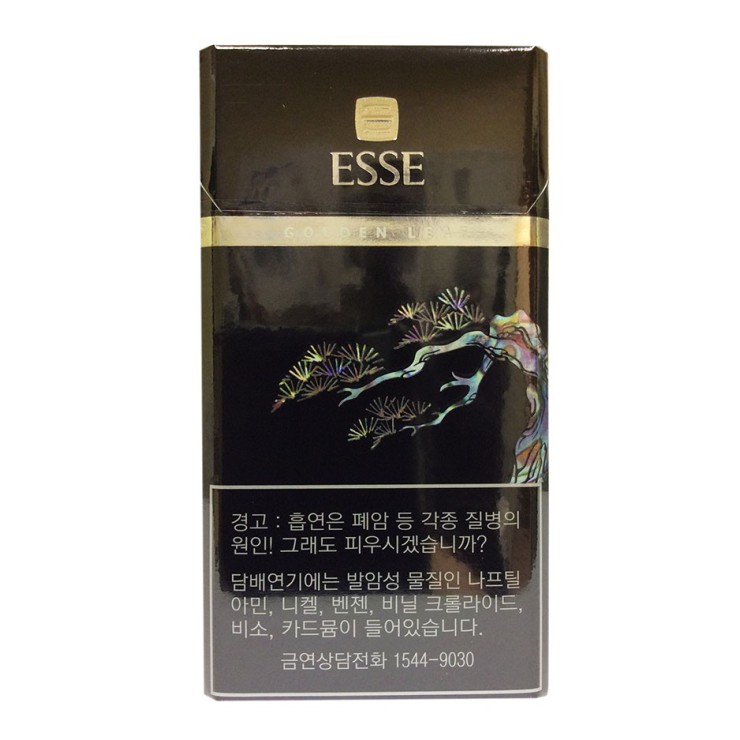 ESSE
GOLDEN LEAF
경고 : 흡연은 폐암 등 각종 질병의
원인! 그래도 피우시겠습니까?
담배연기에는 발암성 물질인 나프틸
아민, 니켈, 벤젠, 비닐 크롤라이드,
비소, 카드뮴이 들어있습니다.
금연상담전화 1544-9030